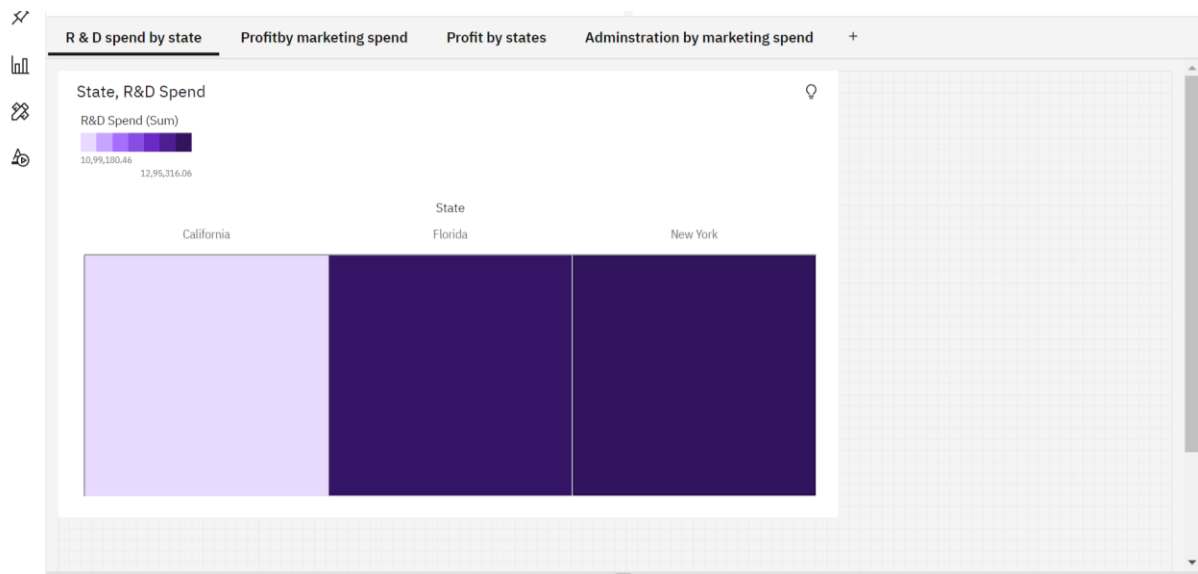 R & D spend by state
Profitby marketing spend
Profit by states
Adminstration by marketing spend
+
State, R&D Spend
R&D Spend (Sum)
10,99,180.46
12,95,316.06
State
California
Florida
New York